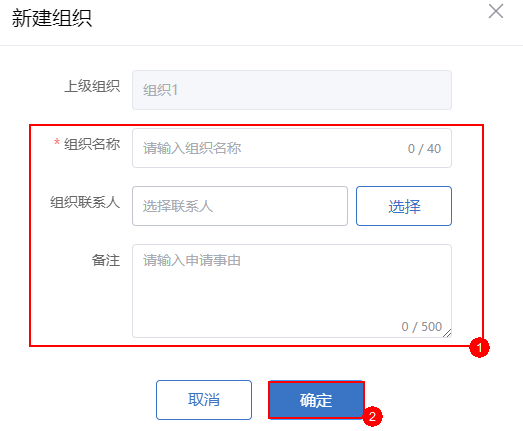 新建组织
上级组织 组织1
* 组织名称 请输入组织名称 0 / 40
组织联系人 选择联系人 选择
备注 请输入申请事由
0 / 500
1
取消 确定
2